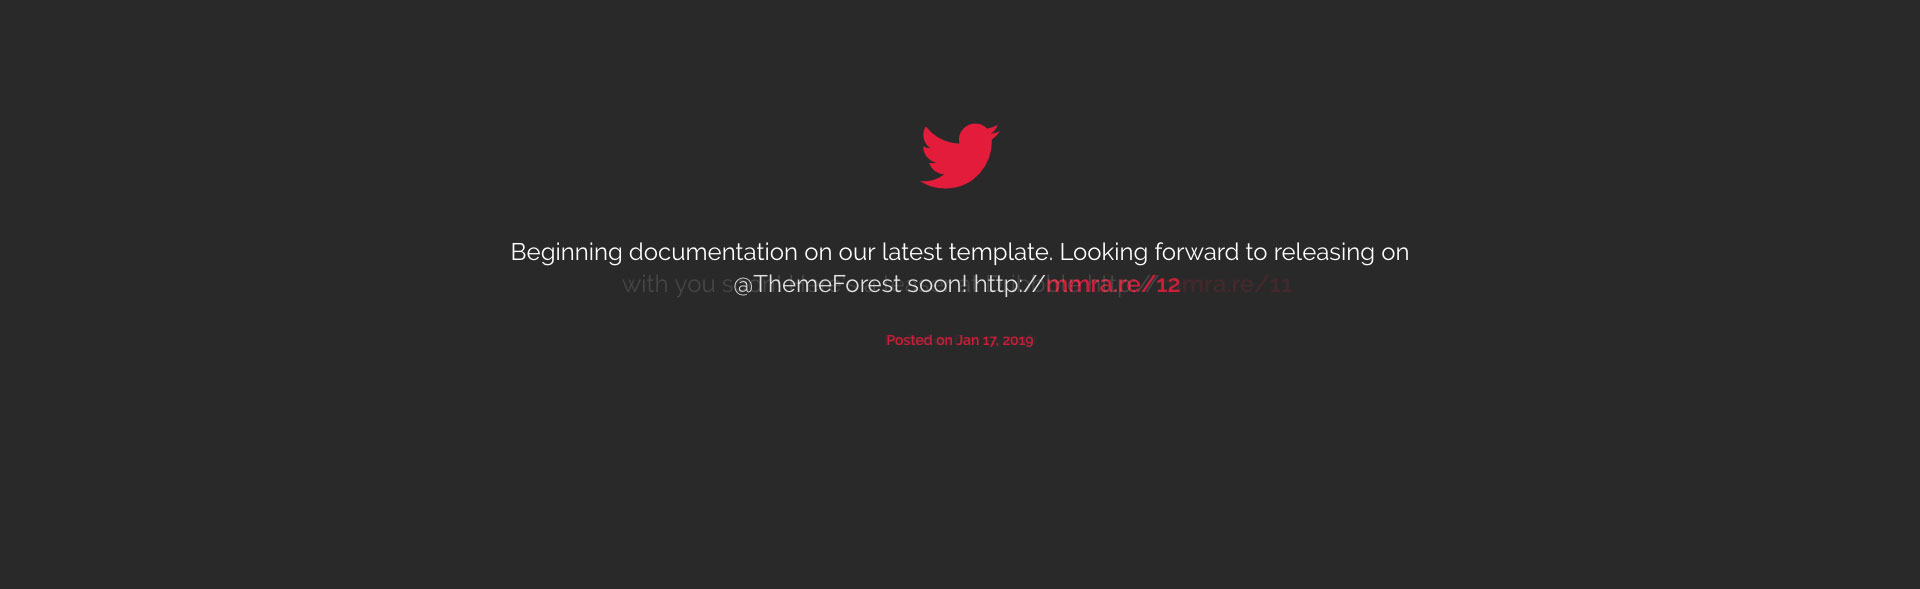 Beginning documentation on our latest template. Looking forward to releasing on
@ThemeForest soon! http://mmra.re/12
with you
mra.re/11
Posted on Jan 17, 2019